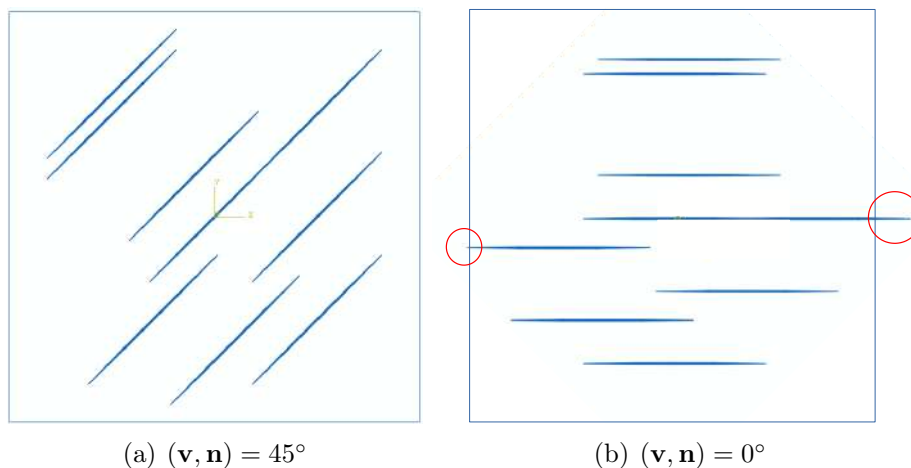 Y
Z
(a) (v, n) = 45°
(b) (v, n) = 0°